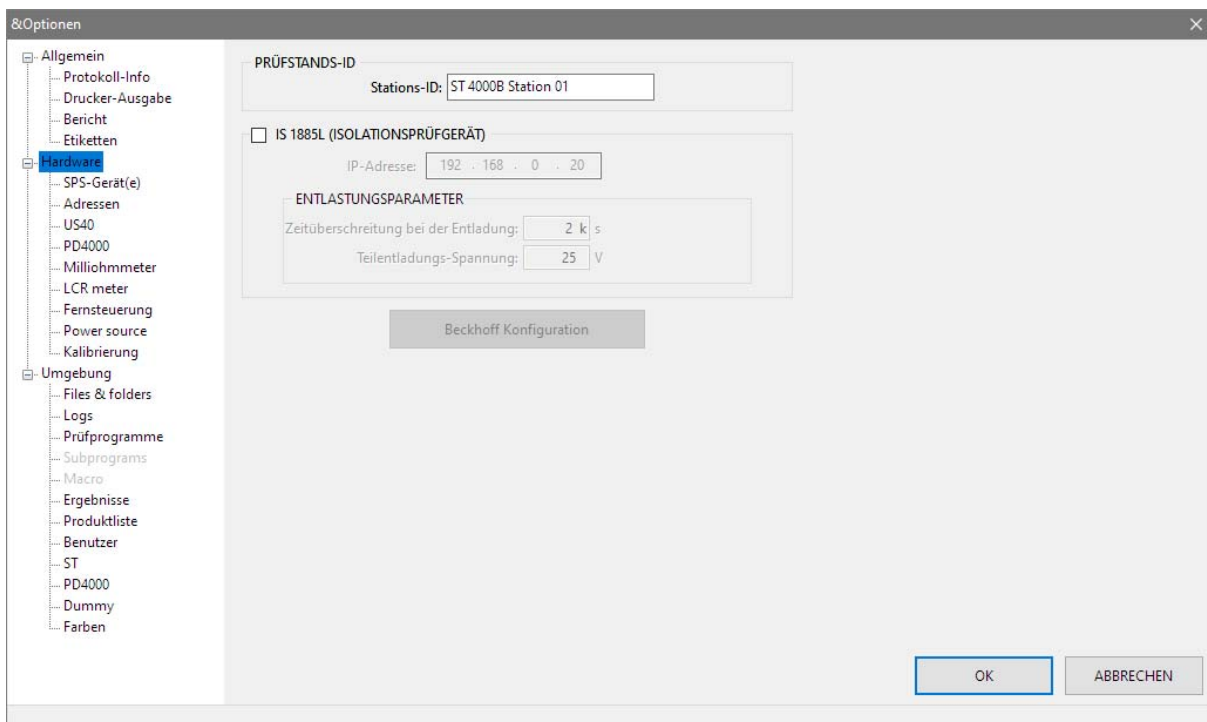 &Optionen
Allgemein
Protokoll-Info
Drucker-Ausgabe
Bericht
Etiketten
Hardware
SPS-Gerät(e)
Adressen
US40
PD4000
Milliohmmeter
LCR meter
Fernsteuerung
Power source
Kalibrierung
Umgebung
Files & folders
Logs
Prüfprogramme
Subprograms
Macro
Ergebnisse
Produktliste
Benutzer
ST
PD4000
Dummy
Farben
PRÜFSTANDS-ID
Stations-ID: ST 4000B Station 01
IS 1885L (ISOLATIONSPRÜFGERÄT)
IP-Adresse: 192 . 168 . 0 . 20
ENTLASTUNGSPARAMETER
Zeitüberschreitung bei der Entladung: 2 k s
Teilentladungs-Spannung: 25 V
Beckhoff Konfiguration
OK ABBRECHEN